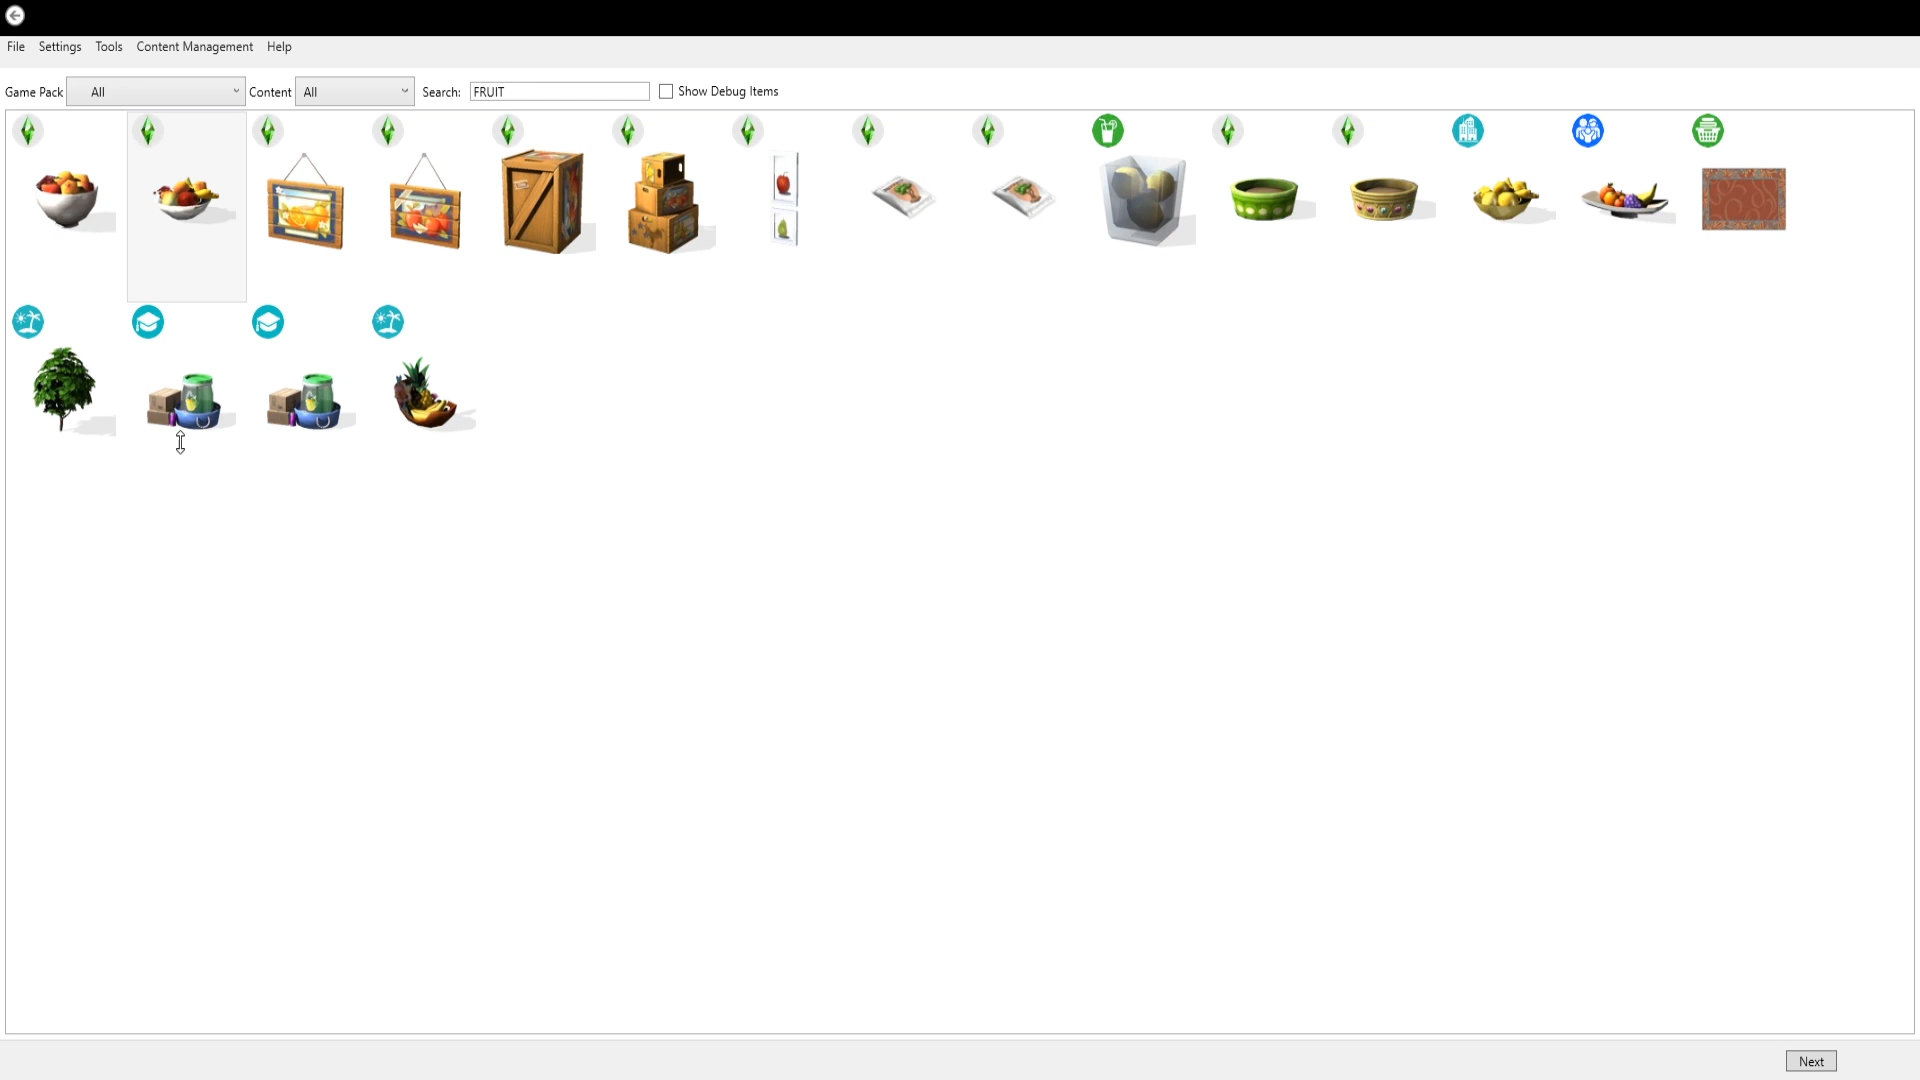 File Settings Tools Content Management Help
Game Pack All Content All Search: FRUIT Show Debug Items
Next